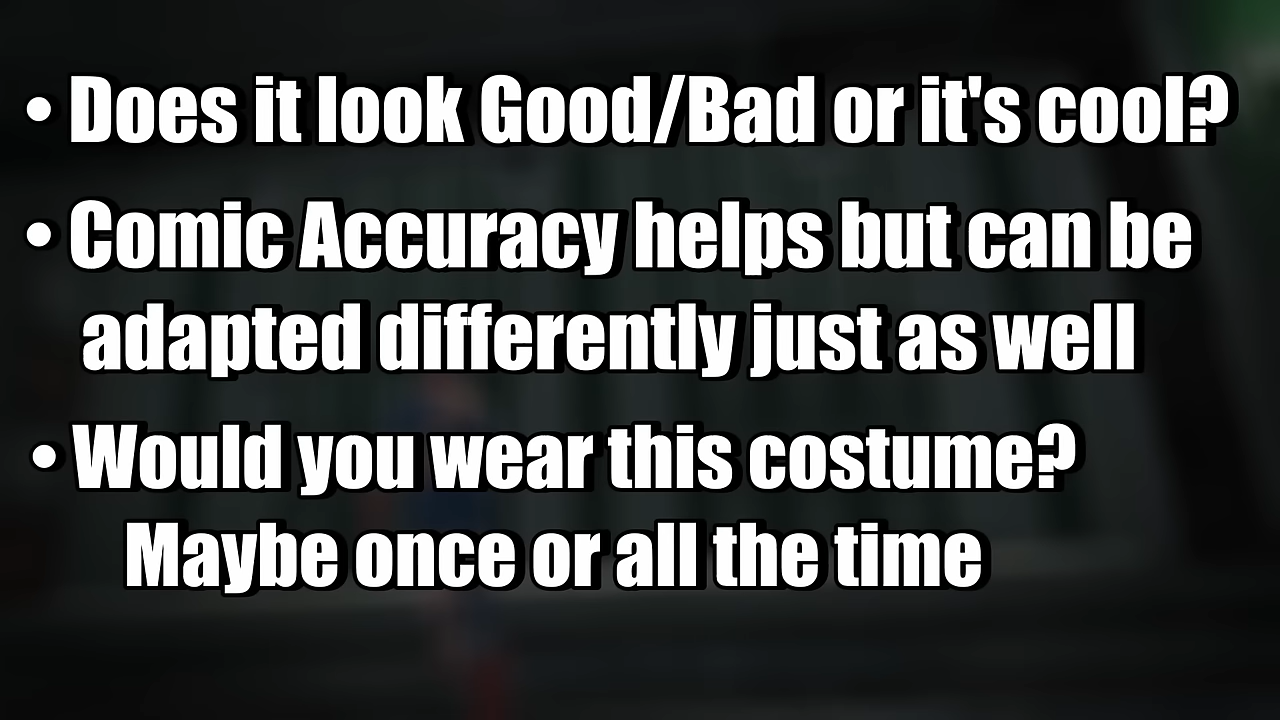 • Does it look Good/Bad or it's cool?
• Comic Accuracy helps but can be
adapted differently just as well
• Would you wear this costume?
Maybe once or all the time